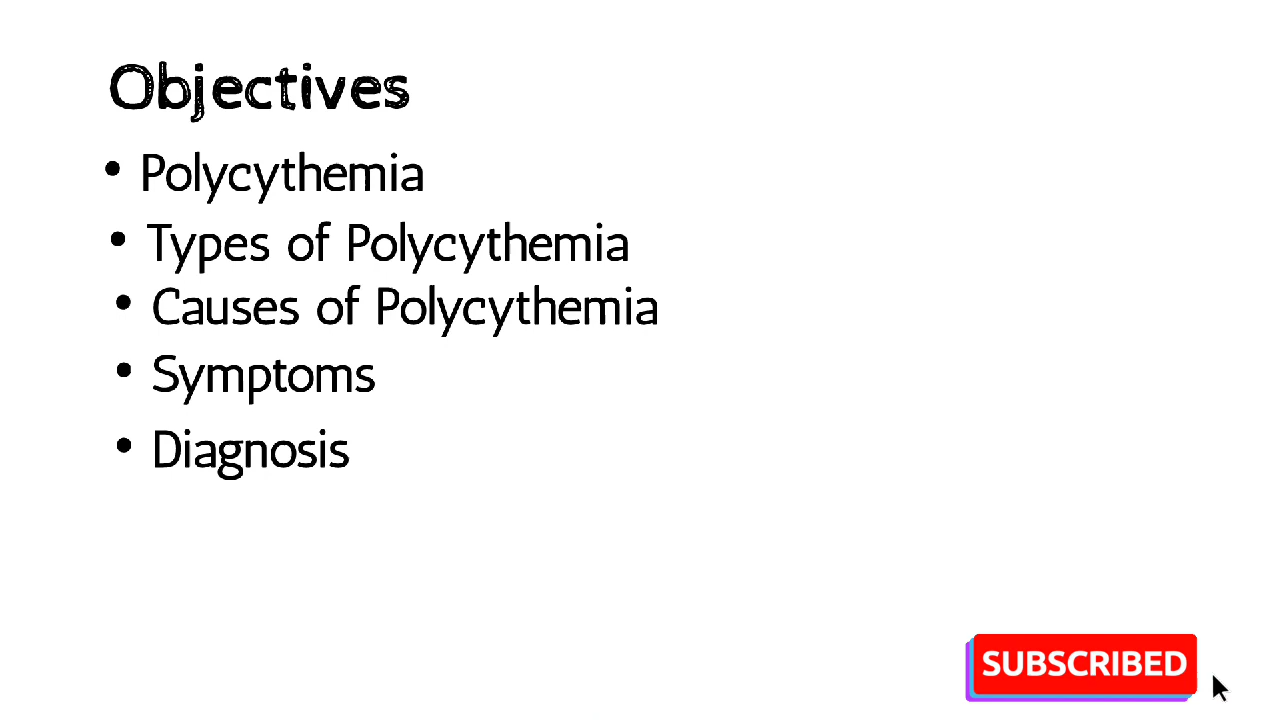 Objectives
• Polycythemia
• Types of Polycythemia
• Causes of Polycythemia
• Symptoms
• Diagnosis
SUBSCRIBED